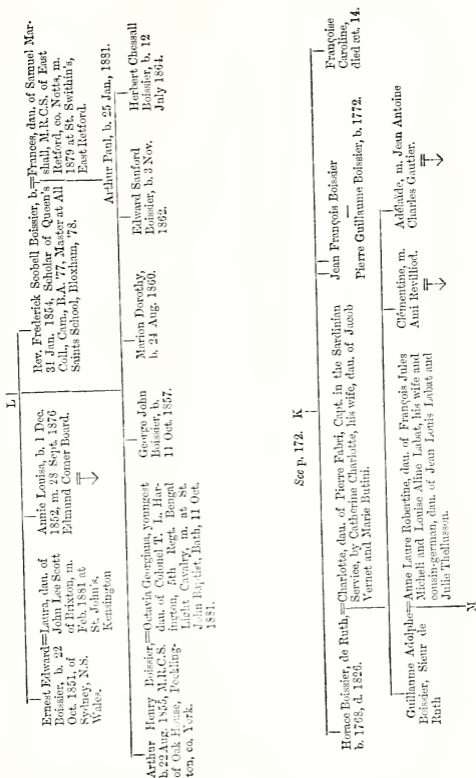 L
Ernest Edward=Laura, dau. of
Boissier, b. 22 John Lee Scott
Oct. 1851, of of Brixton, m.
Sydney, N.S. Feb. 1881 at
Wales. St. John's,
Kensington
Annie Louisa, b. 1 Dec.
1852, m. 28 Sept. 1876
Edmund Comer Board.
Rev. Frederick Scobell Boissier, b.=Frances, dau. of Samuel Mar-
31 Jan. 1854, Scholar of Queen's shall, M.R.C.S. of East
Coll., Cam., B.A. '77, Master at All Retford, co. Notts, m.
Saints School, Bloxham, '78. 1879 at St. Swithin's,
East Retford.
Arthur Paul, b. 25 Jan., 1881.
Arthur Henry Boissier,=Octavia Georgiana, youngest
b. 22 Aug. 1855, M.R.C.S. dau. of Colonel T. L. Har-
of Oak House, Pockling- ington, 5th Regt. Bengal
ton, co. York. Light Cavalry, m. at St.
John Baptist, Bath, 11 Oct.
1881.
George John
Boissier, b.
11 Oct. 1857.
Marion Dorothy,
b. 24 Aug. 1860.
Edward Sanford
Boissier, b. 3 Nov.
1862.
Herbert Chessall
Boissier, b. 12
July 1864.
See p. 172. K
Horace Boissier, de Ruth,=Charlotte, dau. of Pierre Fabri, Capt. in the Sardinian
b. 1768, d. 1826. Service, by Catherine Charlotte, his wife, dau. of Jacob
Vernet and Marie Butini.
Jean François Boissier
—
Pierre Guillaume Boissier, b. 1772.
Françoise
Caroline,
died æt. 14.
Guillaume Adolphe=Anne Laure Robertine, dau. of François Jules
Boissier, Sieur de Micheli and Louise Aline Labat, his wife and
Ruth cousin-german, dau. of Jean Louis Labat and
Julie Thellusson.
Clémentine, m.
Ami Revilliod.
Adélaïde, m. Jean Antoine
Charles Gautier.
M